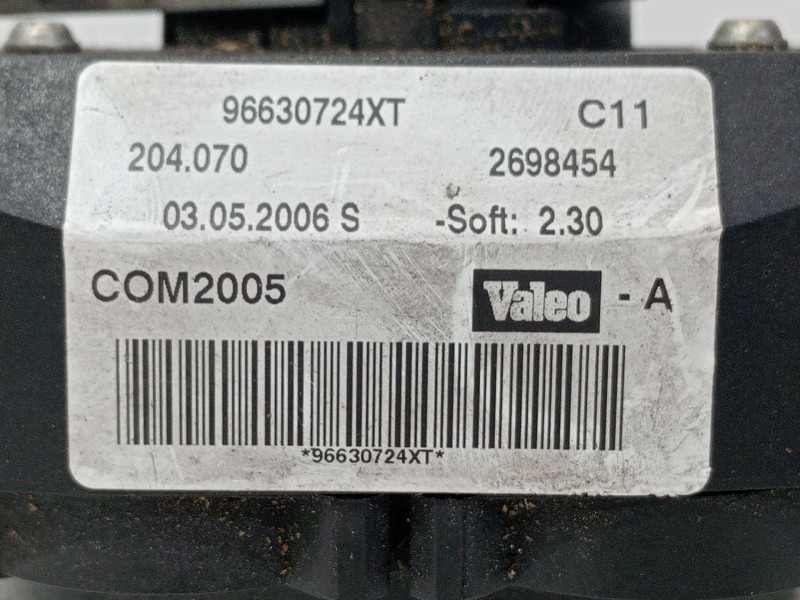 96630724XT C11
204.070 2698454
03.05.2006 S -Soft: 2.30
COM2005 Valeo - A
*96630724XT*